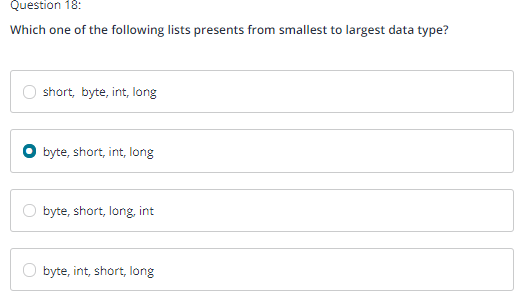 Question 18:
Which one of the following lists presents from smallest to largest data type?
short, byte, int, long
byte, short, int, long
byte, short, long, int
byte, int, short, long